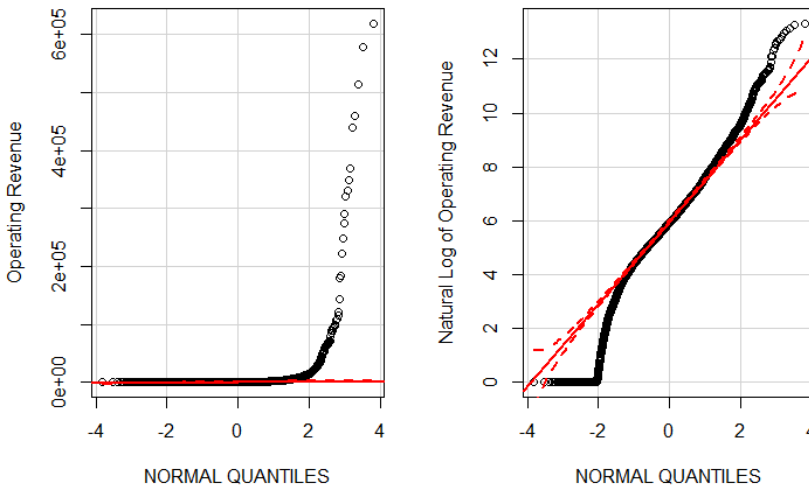 Operating Revenue
0e+00
2e+05
4e+05
6e+05
-4
-2
0
2
4
NORMAL QUANTILES
Natural Log of Operating Revenue
0
2
4
6
8
10
12
-4
-2
0
2
4
NORMAL QUANTILES